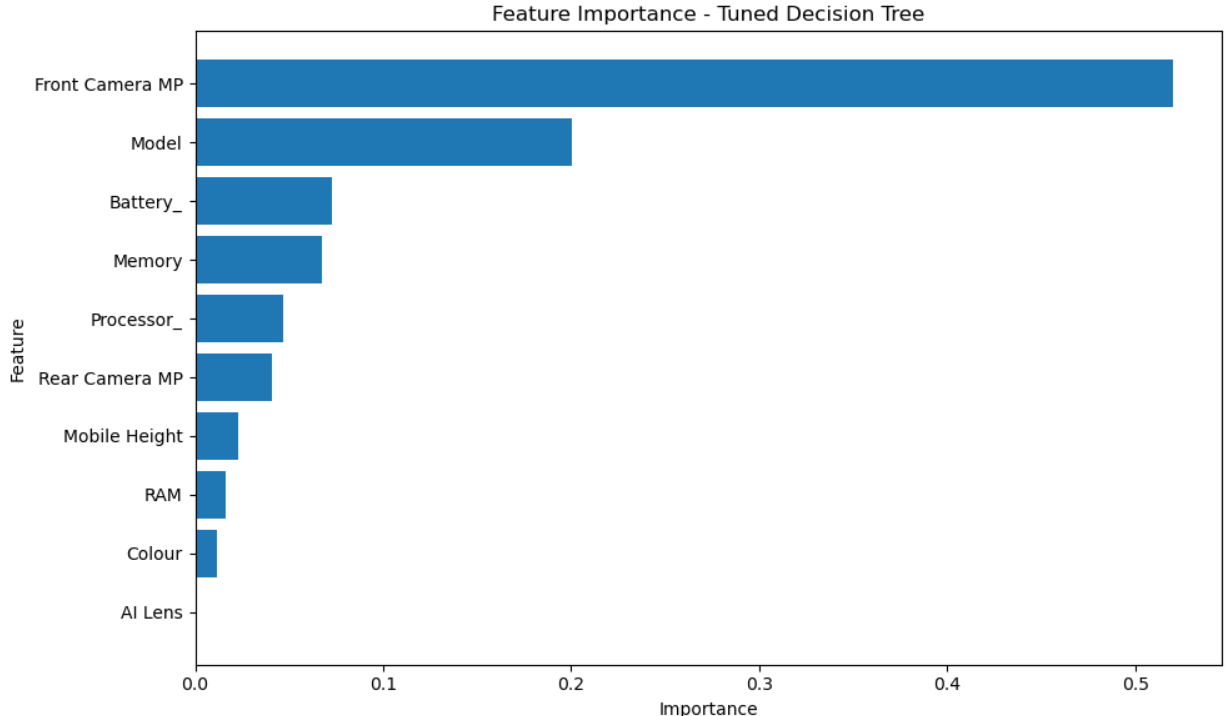 Feature Importance - Tuned Decision Tree
Front Camera MP
Model
Battery_
Memory
Processor_
Rear Camera MP
Mobile Height
RAM
Colour
AI Lens
Feature
0.0 0.1 0.2 0.3 0.4 0.5
Importance